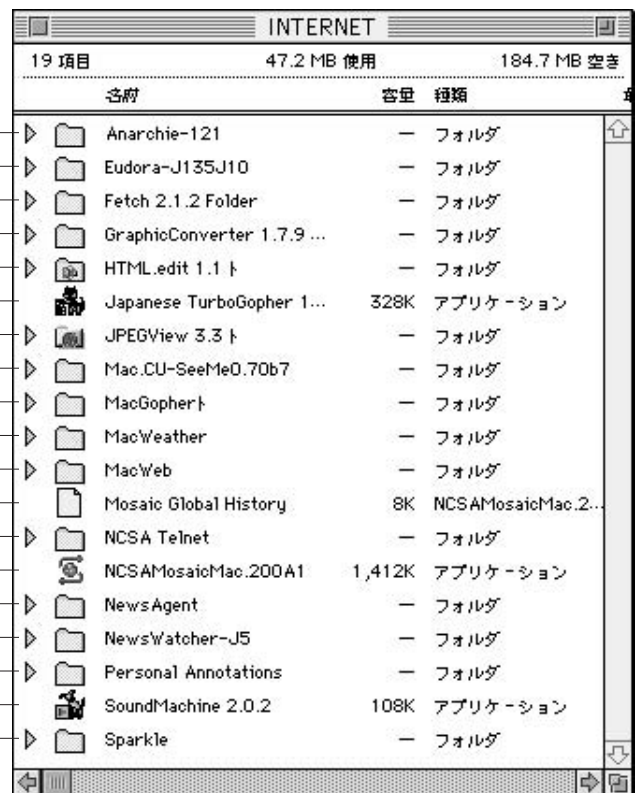 INTERNET
19 項目 47.2 MB 使用 184.7 MB 空き
名前 容量 種類
Anarchie-121 — フォルダ
Eudora-J135J10 — フォルダ
Fetch 2.1.2 Folder — フォルダ
GraphicConverter 1.7.9 ... — フォルダ
HTML.edit 1.1 ト — フォルダ
Japanese TurboGopher 1... 328K アプリケーション
JPEGView 3.3 ト — フォルダ
Mac.CU-SeeMe0.70b7 — フォルダ
MacGopherト — フォルダ
MacWeather — フォルダ
MacWeb — フォルダ
Mosaic Global History 8K NCSAMosaicMac.2...
NCSA Telnet — フォルダ
NCSAMosaicMac.200A1 1,412K アプリケーション
NewsAgent — フォルダ
NewsWatcher-J5 — フォルダ
Personal Annotations — フォルダ
SoundMachine 2.0.2 108K アプリケーション
Sparkle — フォルダ